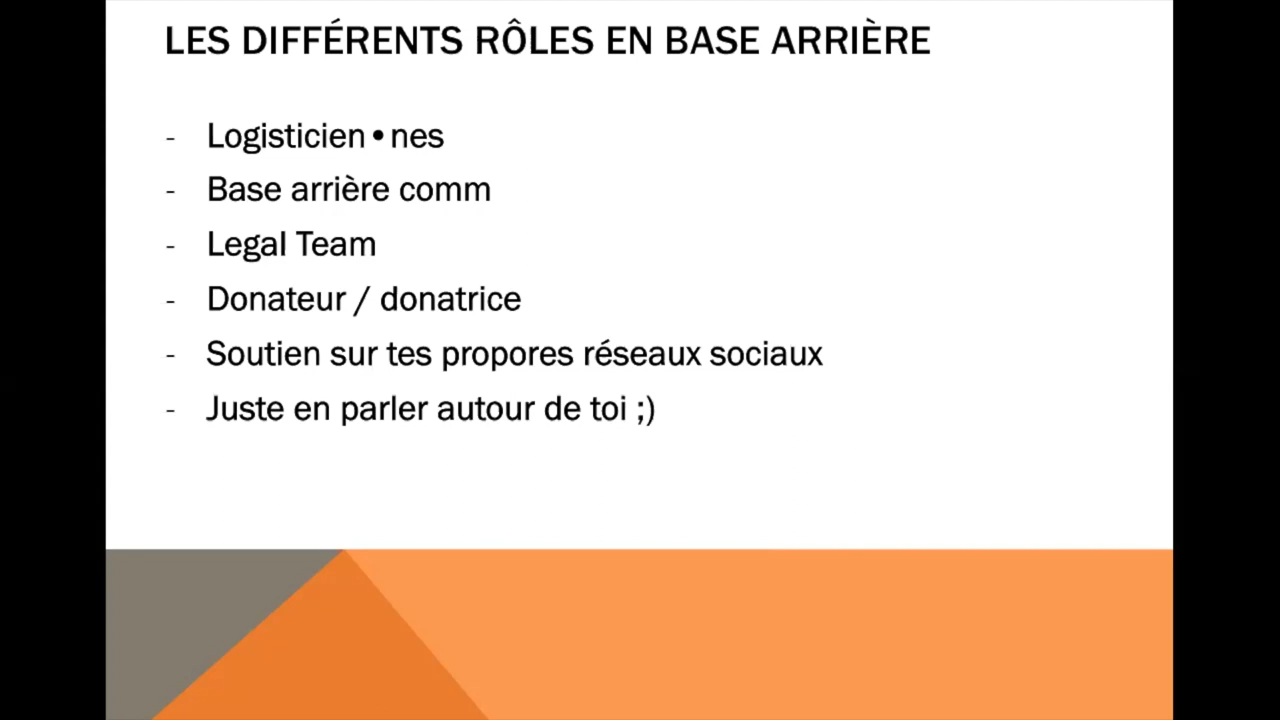 LES DIFFÉRENTS RÔLES EN BASE ARRIÈRE
- Logisticien•nes
- Base arrière comm
- Legal Team
- Donateur / donatrice
- Soutien sur tes propores réseaux sociaux
- Juste en parler autour de toi ;)